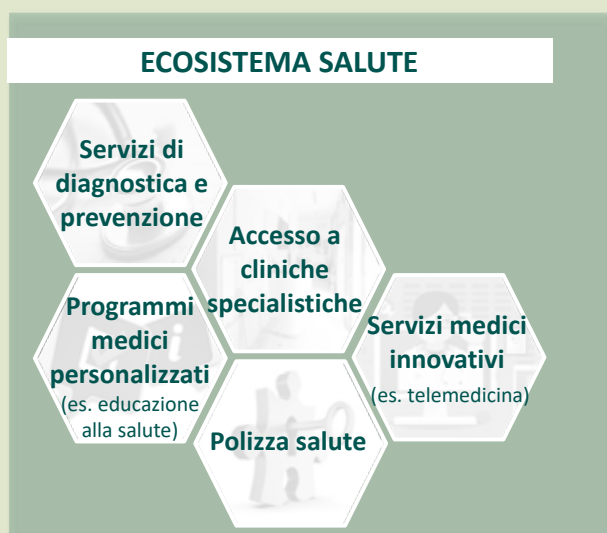 ECOSISTEMA SALUTE
Servizi di
diagnostica e
prevenzione
Accesso a
cliniche
specialistiche
Programmi
medici
personalizzati
(es. educazione
alla salute)
Servizi medici
innovativi
(es. telemedicina)
Polizza salute